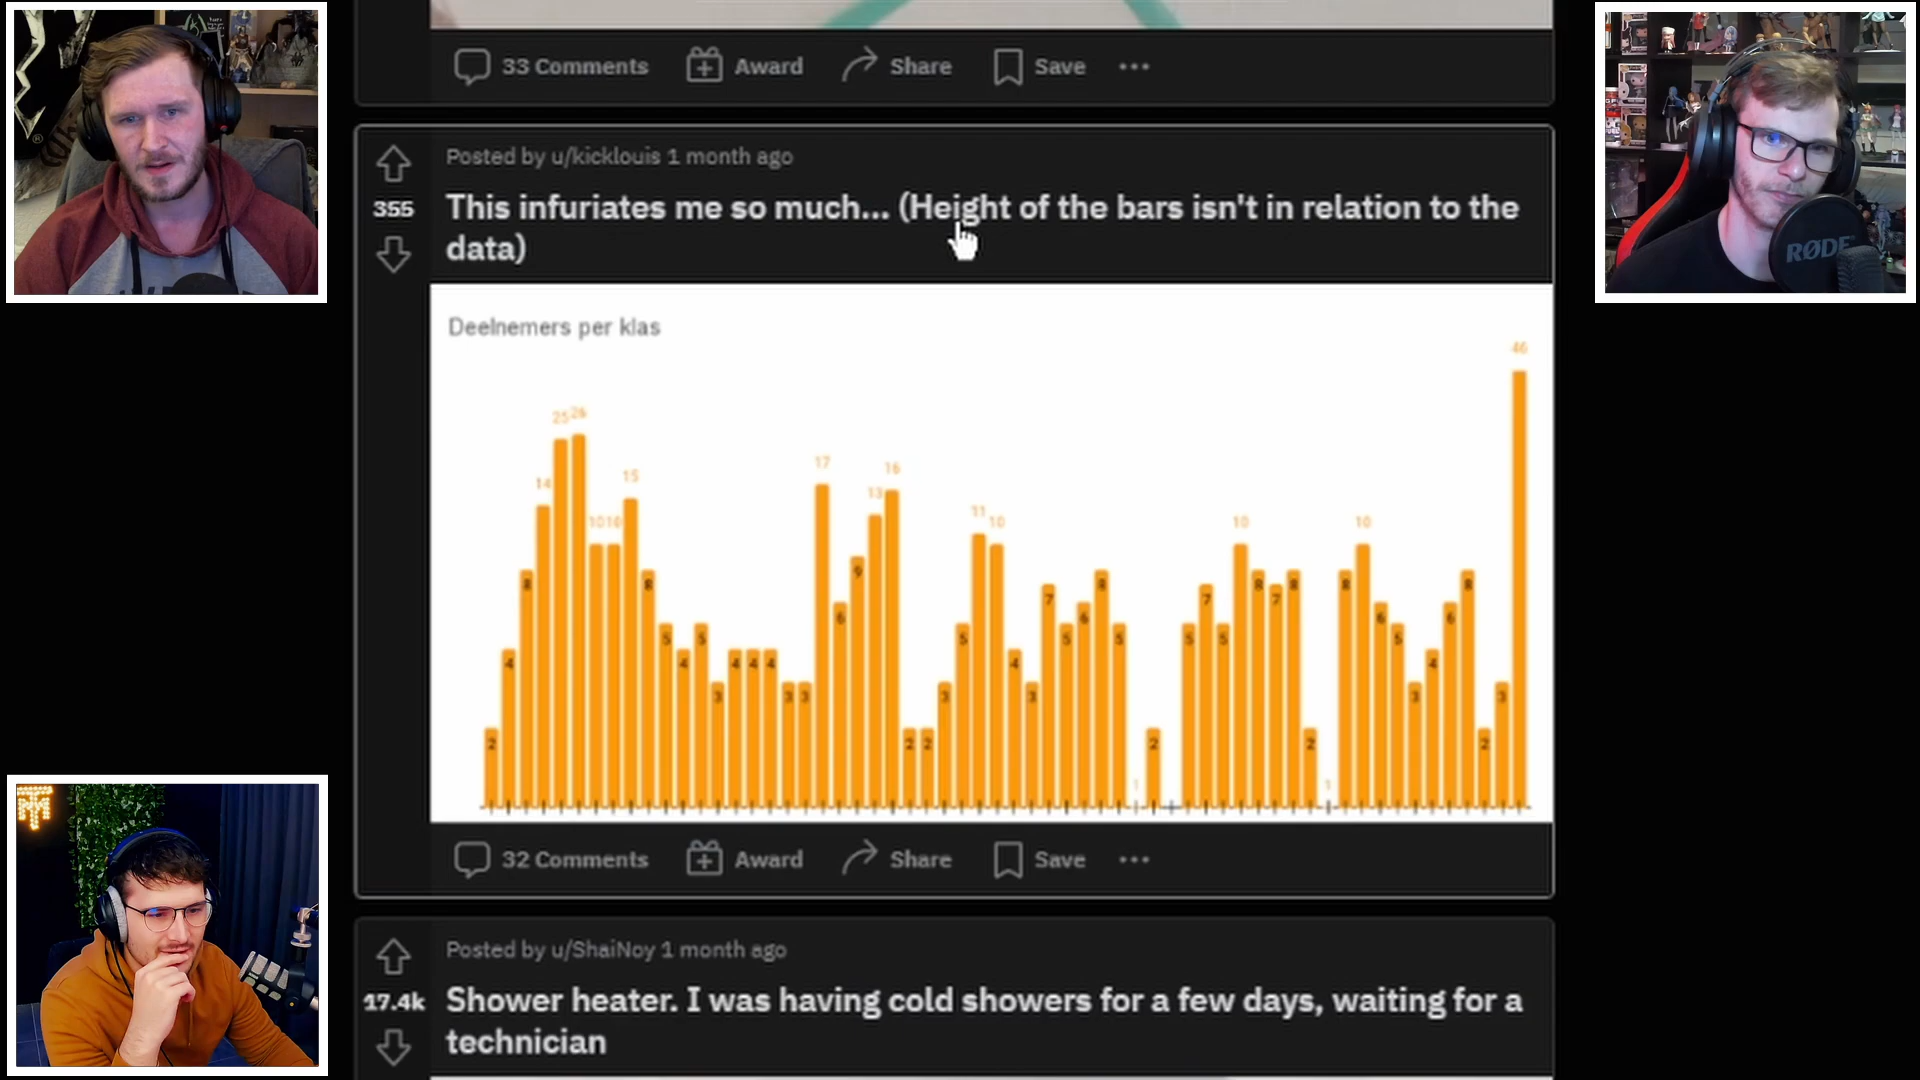 33 Comments Award Share Save
Posted by u/kicklouis 1 month ago
355
This infuriates me so much... (Height of the bars isn't in relation to the
data)
RØDE
Deelnemers per klas
2 4 8 14 25 26 10 10 15 8 5 4 5 3 4 4 4 3 3 17 6 9 13 16 2 2 3 5 11 10 4 3 7 5 6 8 5 1 2 5 7 5 10 8 7 8 2 1 8 10 6 5 3 4 6 8 2 3 46
32 Comments Award Share Save
Posted by u/ShaiNoy 1 month ago
17.4k
Shower heater. I was having cold showers for a few days, waiting for a
technician